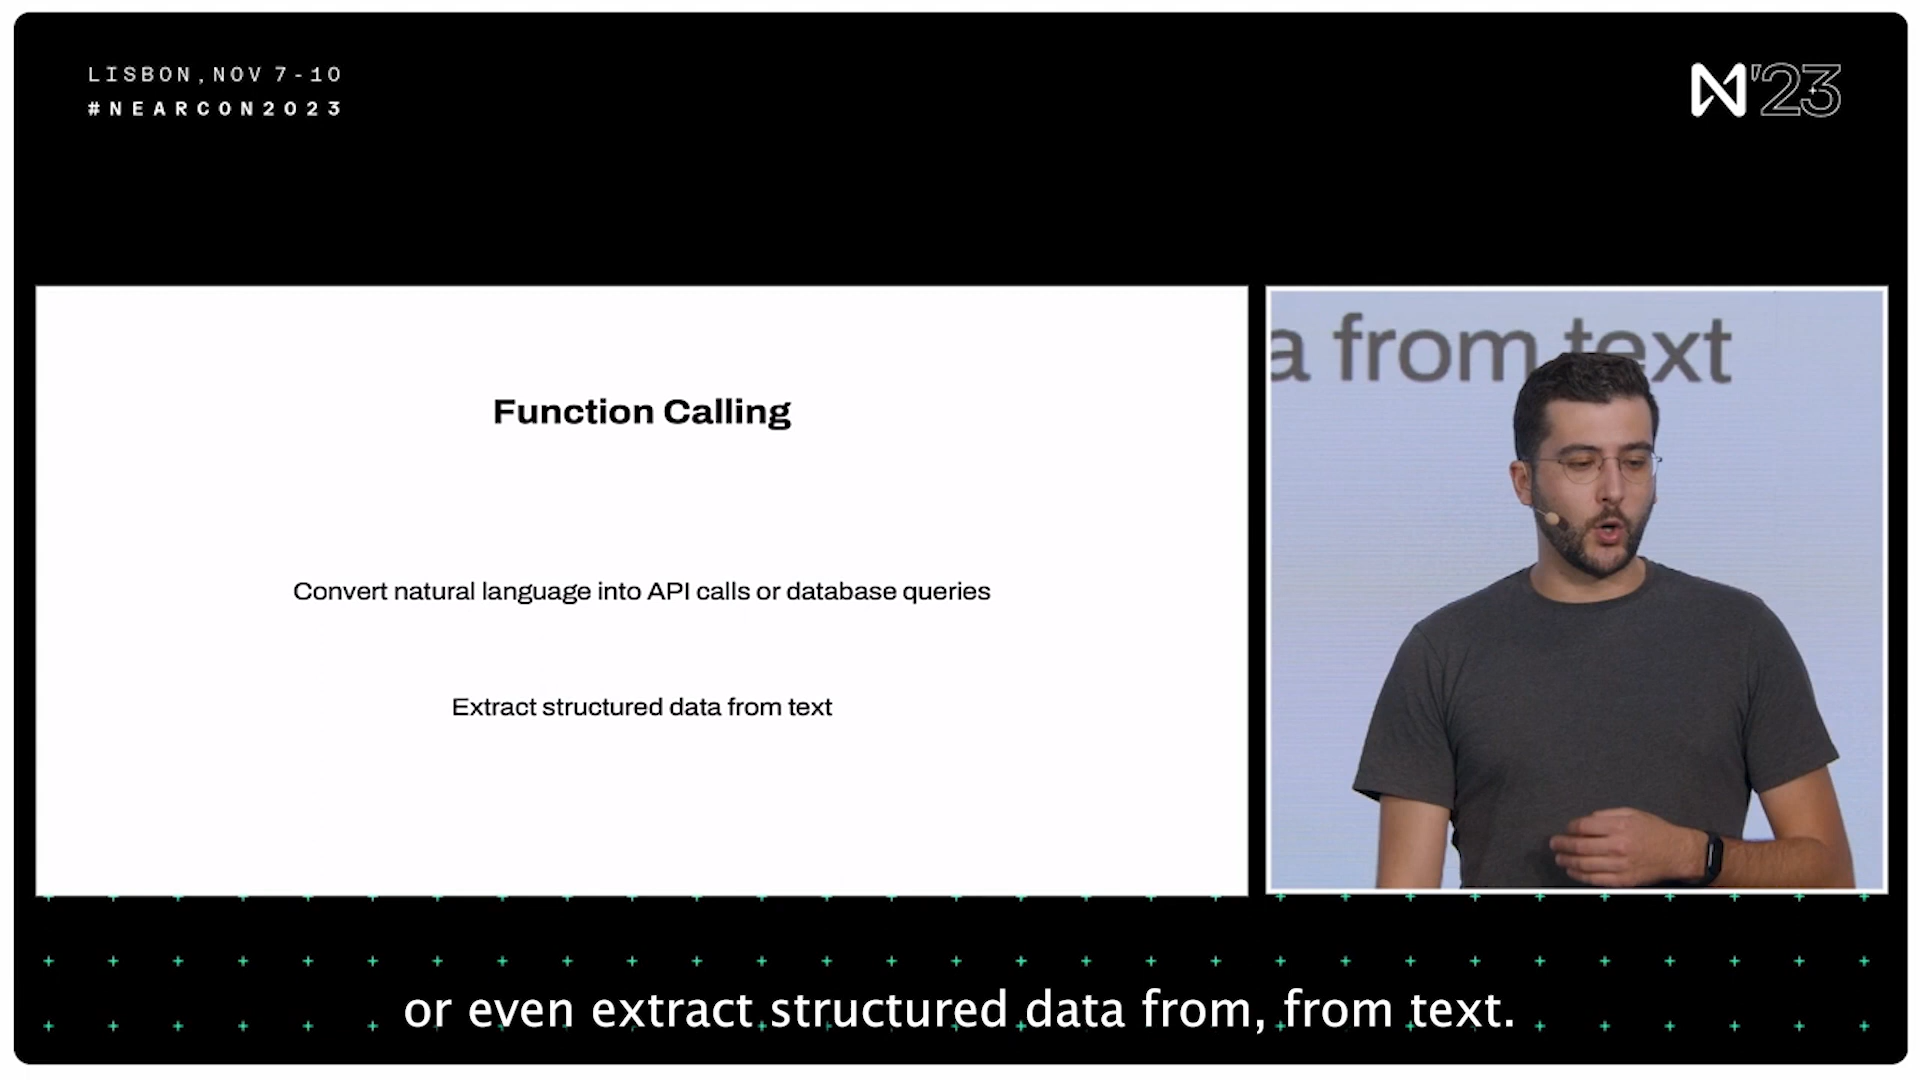 LISBON, NOV 7-10
#NEARCON2023
'23
Function Calling
Convert natural language into API calls or database queries
Extract structured data from text
a from text
or even extract structured data from, from text.